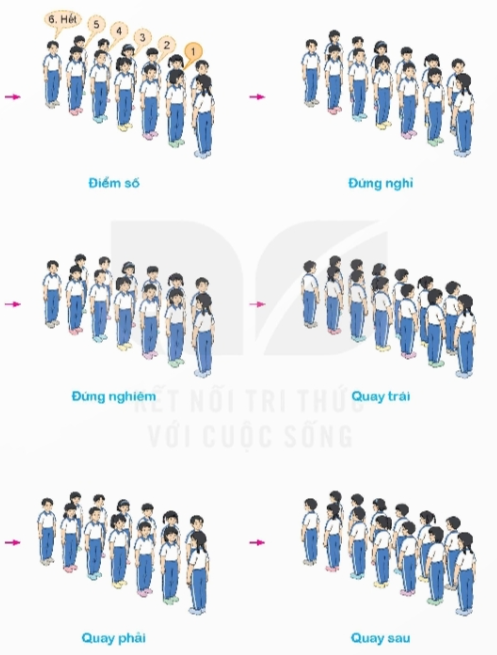 6. Hết
5
4
3
2
1
Điểm số
Đứng nghỉ
Đứng nghiêm
Quay trái
KẾT NỐI TRI THỨC
VỚI CUỘC SỐNG
Quay phải
Quay sau